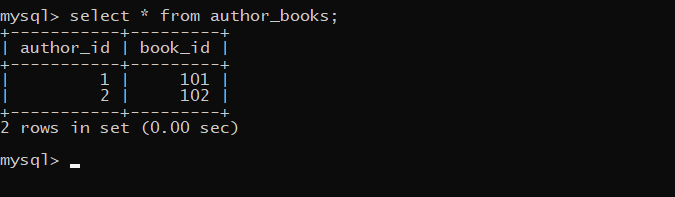 mysql> select * from author_books;
+-----------+---------+
| author_id | book_id |
+-----------+---------+
|         1 |     101 |
|         2 |     102 |
+-----------+---------+
2 rows in set (0.00 sec)
mysql> _